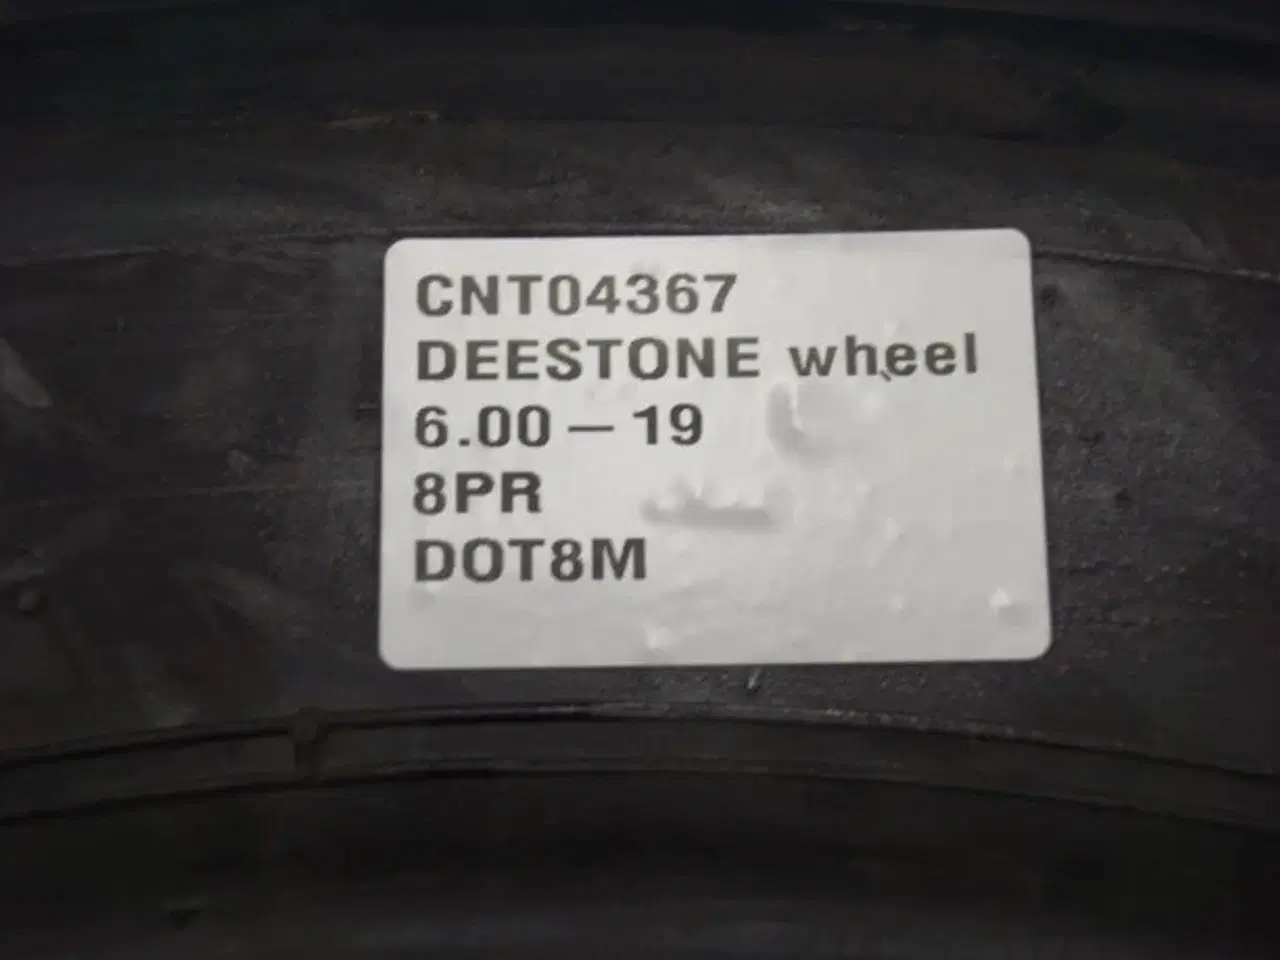 CNT04367
DEESTONE wheel
6.00 — 19
8PR
DOT8M